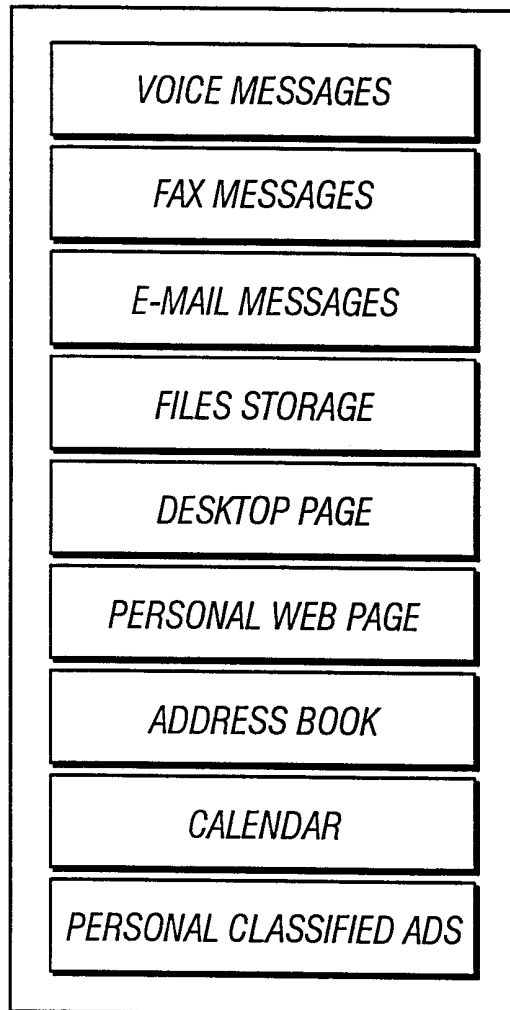 VOICE MESSAGES
FAX MESSAGES
E-MAIL MESSAGES
FILES STORAGE
DESKTOP PAGE
PERSONAL WEB PAGE
ADDRESS BOOK
CALENDAR
PERSONAL CLASSIFIED ADS